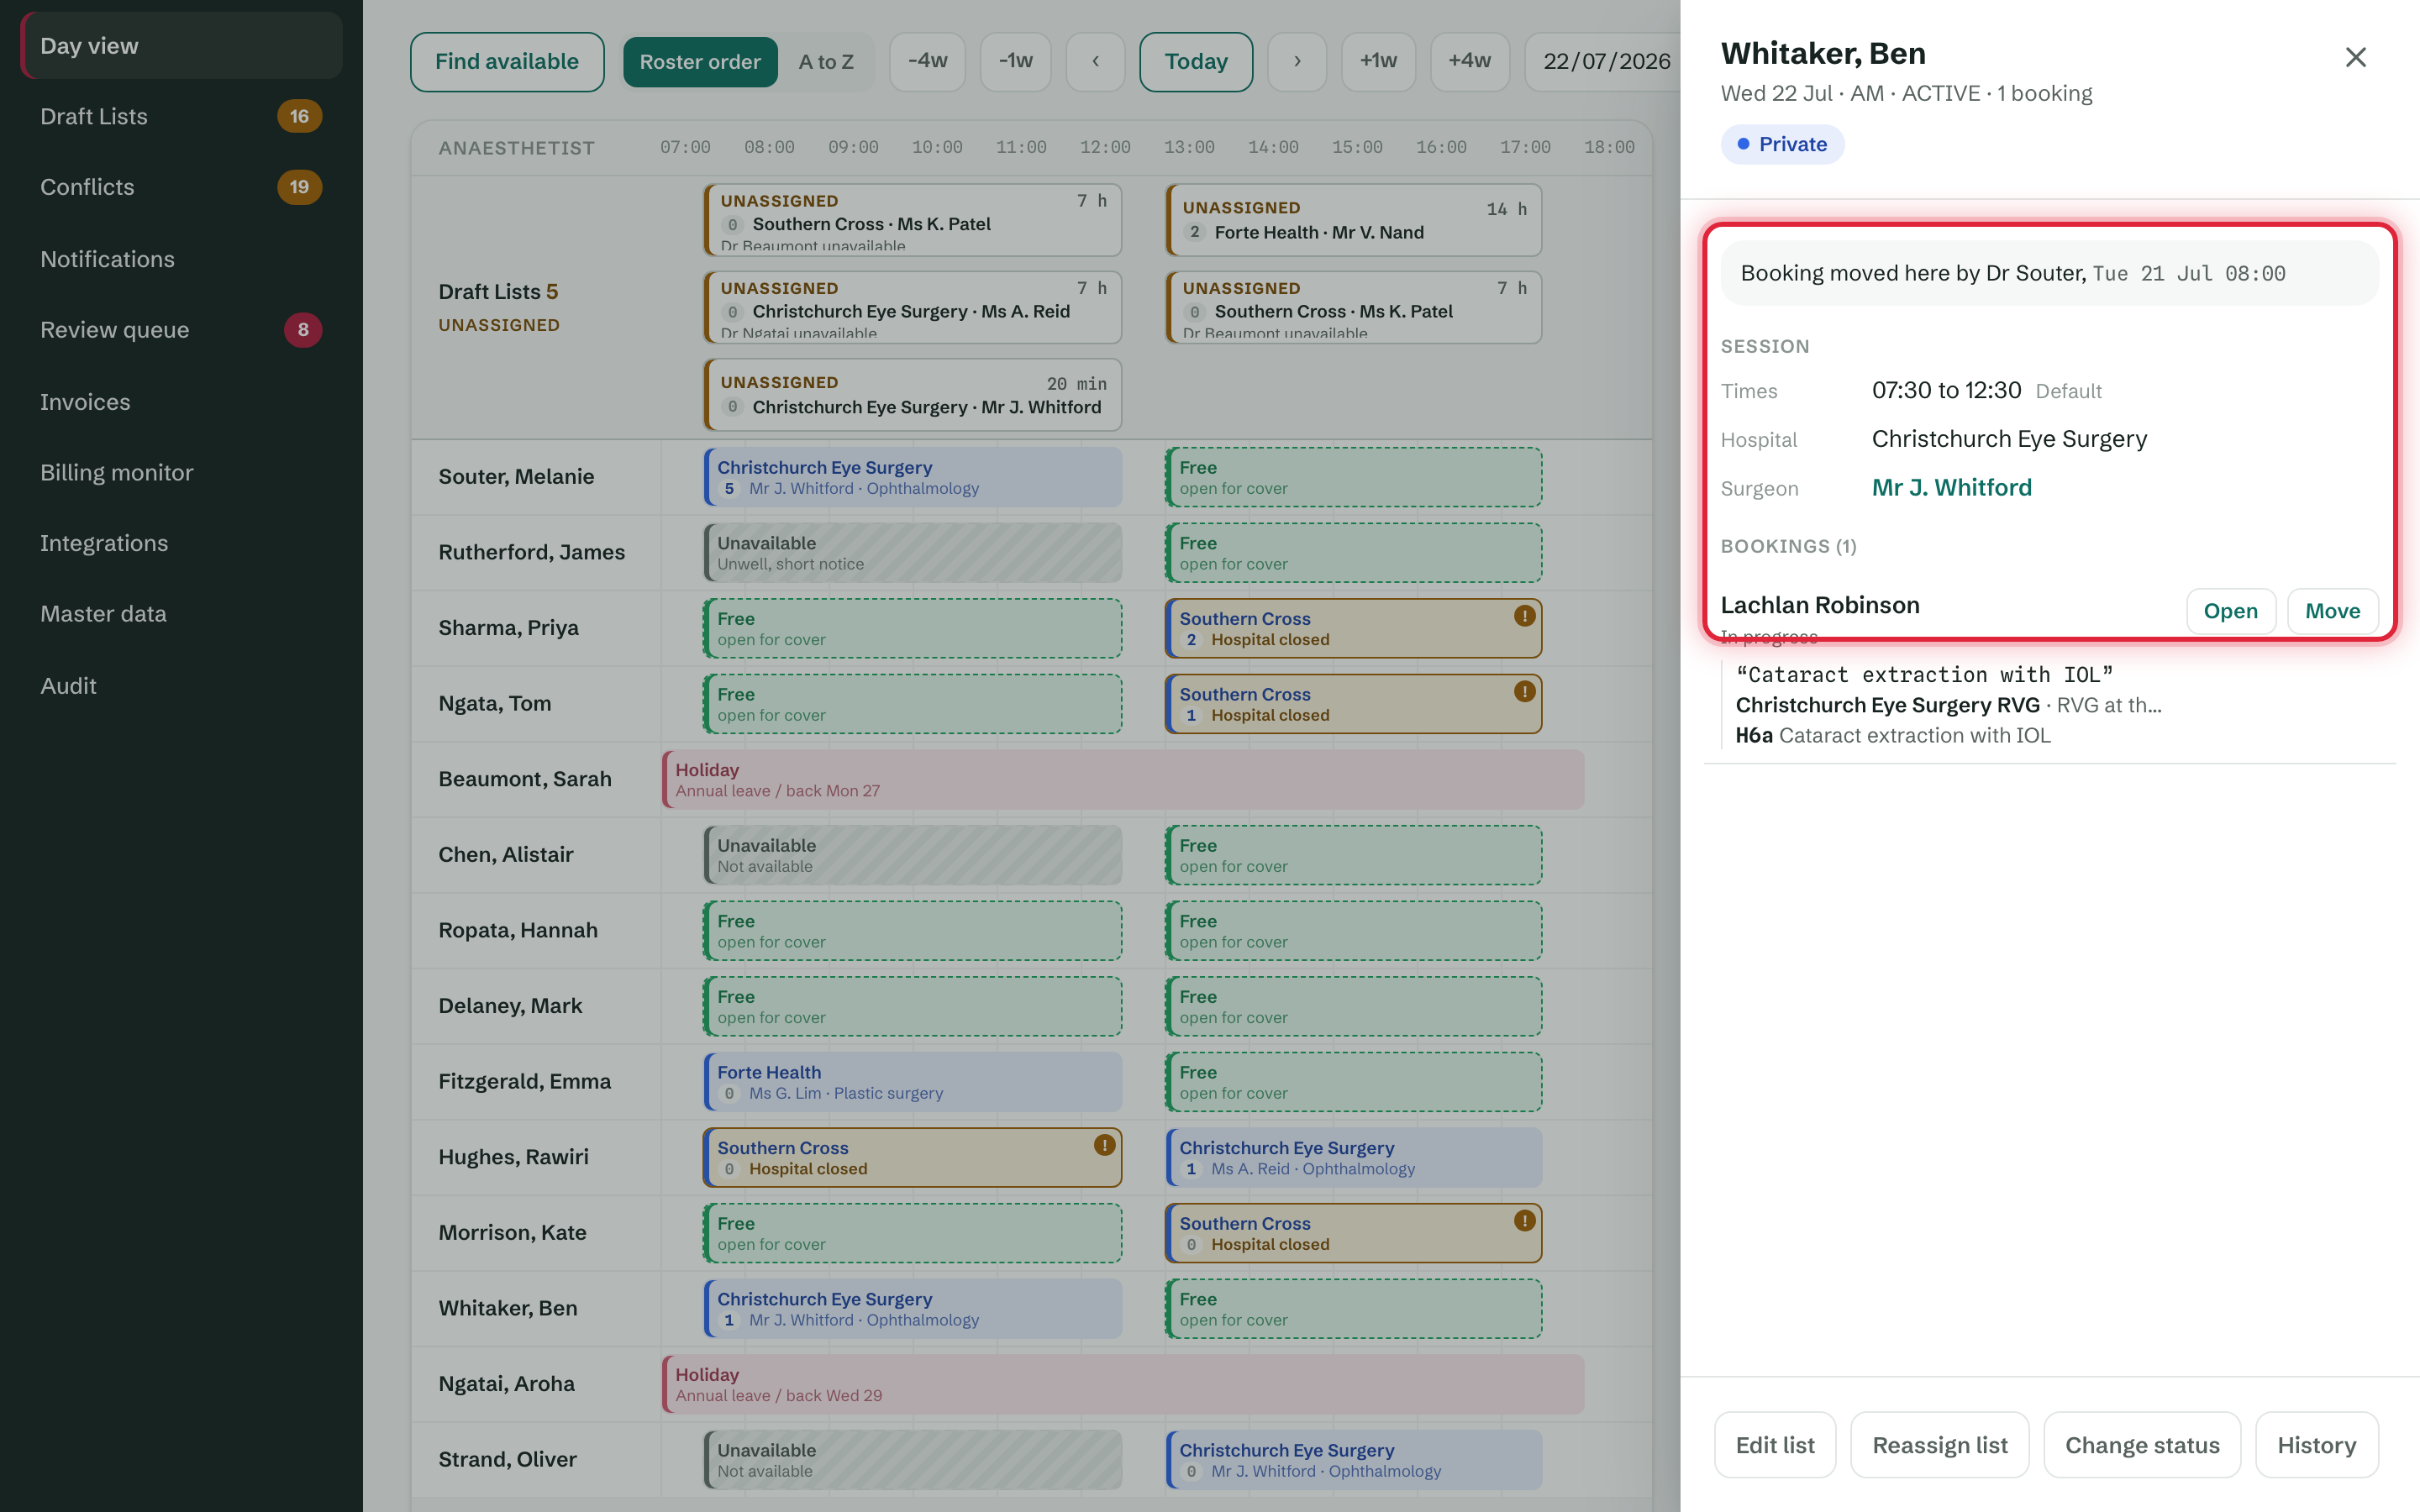 Day view
Draft Lists 16
Conflicts 19
Notifications
Review queue 8
Invoices
Billing monitor
Integrations
Master data
Audit
Find available Roster order A to Z -4w -1w ‹ Today › +1w +4w 22/07/2026
ANAESTHETIST 07:00 08:00 09:00 10:00 11:00 12:00 13:00 14:00 15:00 16:00 17:00 18:00
Draft Lists 5
UNASSIGNED
UNASSIGNED 7 h
0 Southern Cross · Ms K. Patel
Dr Beaumont unavailable
UNASSIGNED 14 h
2 Forte Health · Mr V. Nand
UNASSIGNED 7 h
0 Christchurch Eye Surgery · Ms A. Reid
Dr Ngatai unavailable
UNASSIGNED 7 h
0 Southern Cross · Ms K. Patel
Dr Beaumont unavailable
UNASSIGNED 20 min
0 Christchurch Eye Surgery · Mr J. Whitford
Souter, Melanie
Christchurch Eye Surgery
5 Mr J. Whitford · Ophthalmology
Free
open for cover
Rutherford, James
Unavailable
Unwell, short notice
Free
open for cover
Sharma, Priya
Free
open for cover
Southern Cross !
2 Hospital closed
Ngata, Tom
Free
open for cover
Southern Cross !
1 Hospital closed
Beaumont, Sarah
Holiday
Annual leave / back Mon 27
Chen, Alistair
Unavailable
Not available
Free
open for cover
Ropata, Hannah
Free
open for cover
Free
open for cover
Delaney, Mark
Free
open for cover
Free
open for cover
Fitzgerald, Emma
Forte Health
0 Ms G. Lim · Plastic surgery
Free
open for cover
Hughes, Rawiri
Southern Cross !
0 Hospital closed
Christchurch Eye Surgery
1 Ms A. Reid · Ophthalmology
Morrison, Kate
Free
open for cover
Southern Cross !
0 Hospital closed
Whitaker, Ben
Christchurch Eye Surgery
1 Mr J. Whitford · Ophthalmology
Free
open for cover
Ngatai, Aroha
Holiday
Annual leave / back Wed 29
Strand, Oliver
Unavailable
Not available
Christchurch Eye Surgery
0 Mr J. Whitford · Ophthalmology
Whitaker, Ben
Wed 22 Jul · AM · ACTIVE · 1 booking
Private
Booking moved here by Dr Souter, Tue 21 Jul 08:00
SESSION
Times 07:30 to 12:30 Default
Hospital Christchurch Eye Surgery
Surgeon Mr J. Whitford
BOOKINGS (1)
Lachlan Robinson Open Move
In progress
“Cataract extraction with IOL”
Christchurch Eye Surgery RVG · RVG at th...
H6a Cataract extraction with IOL
Edit list Reassign list Change status History